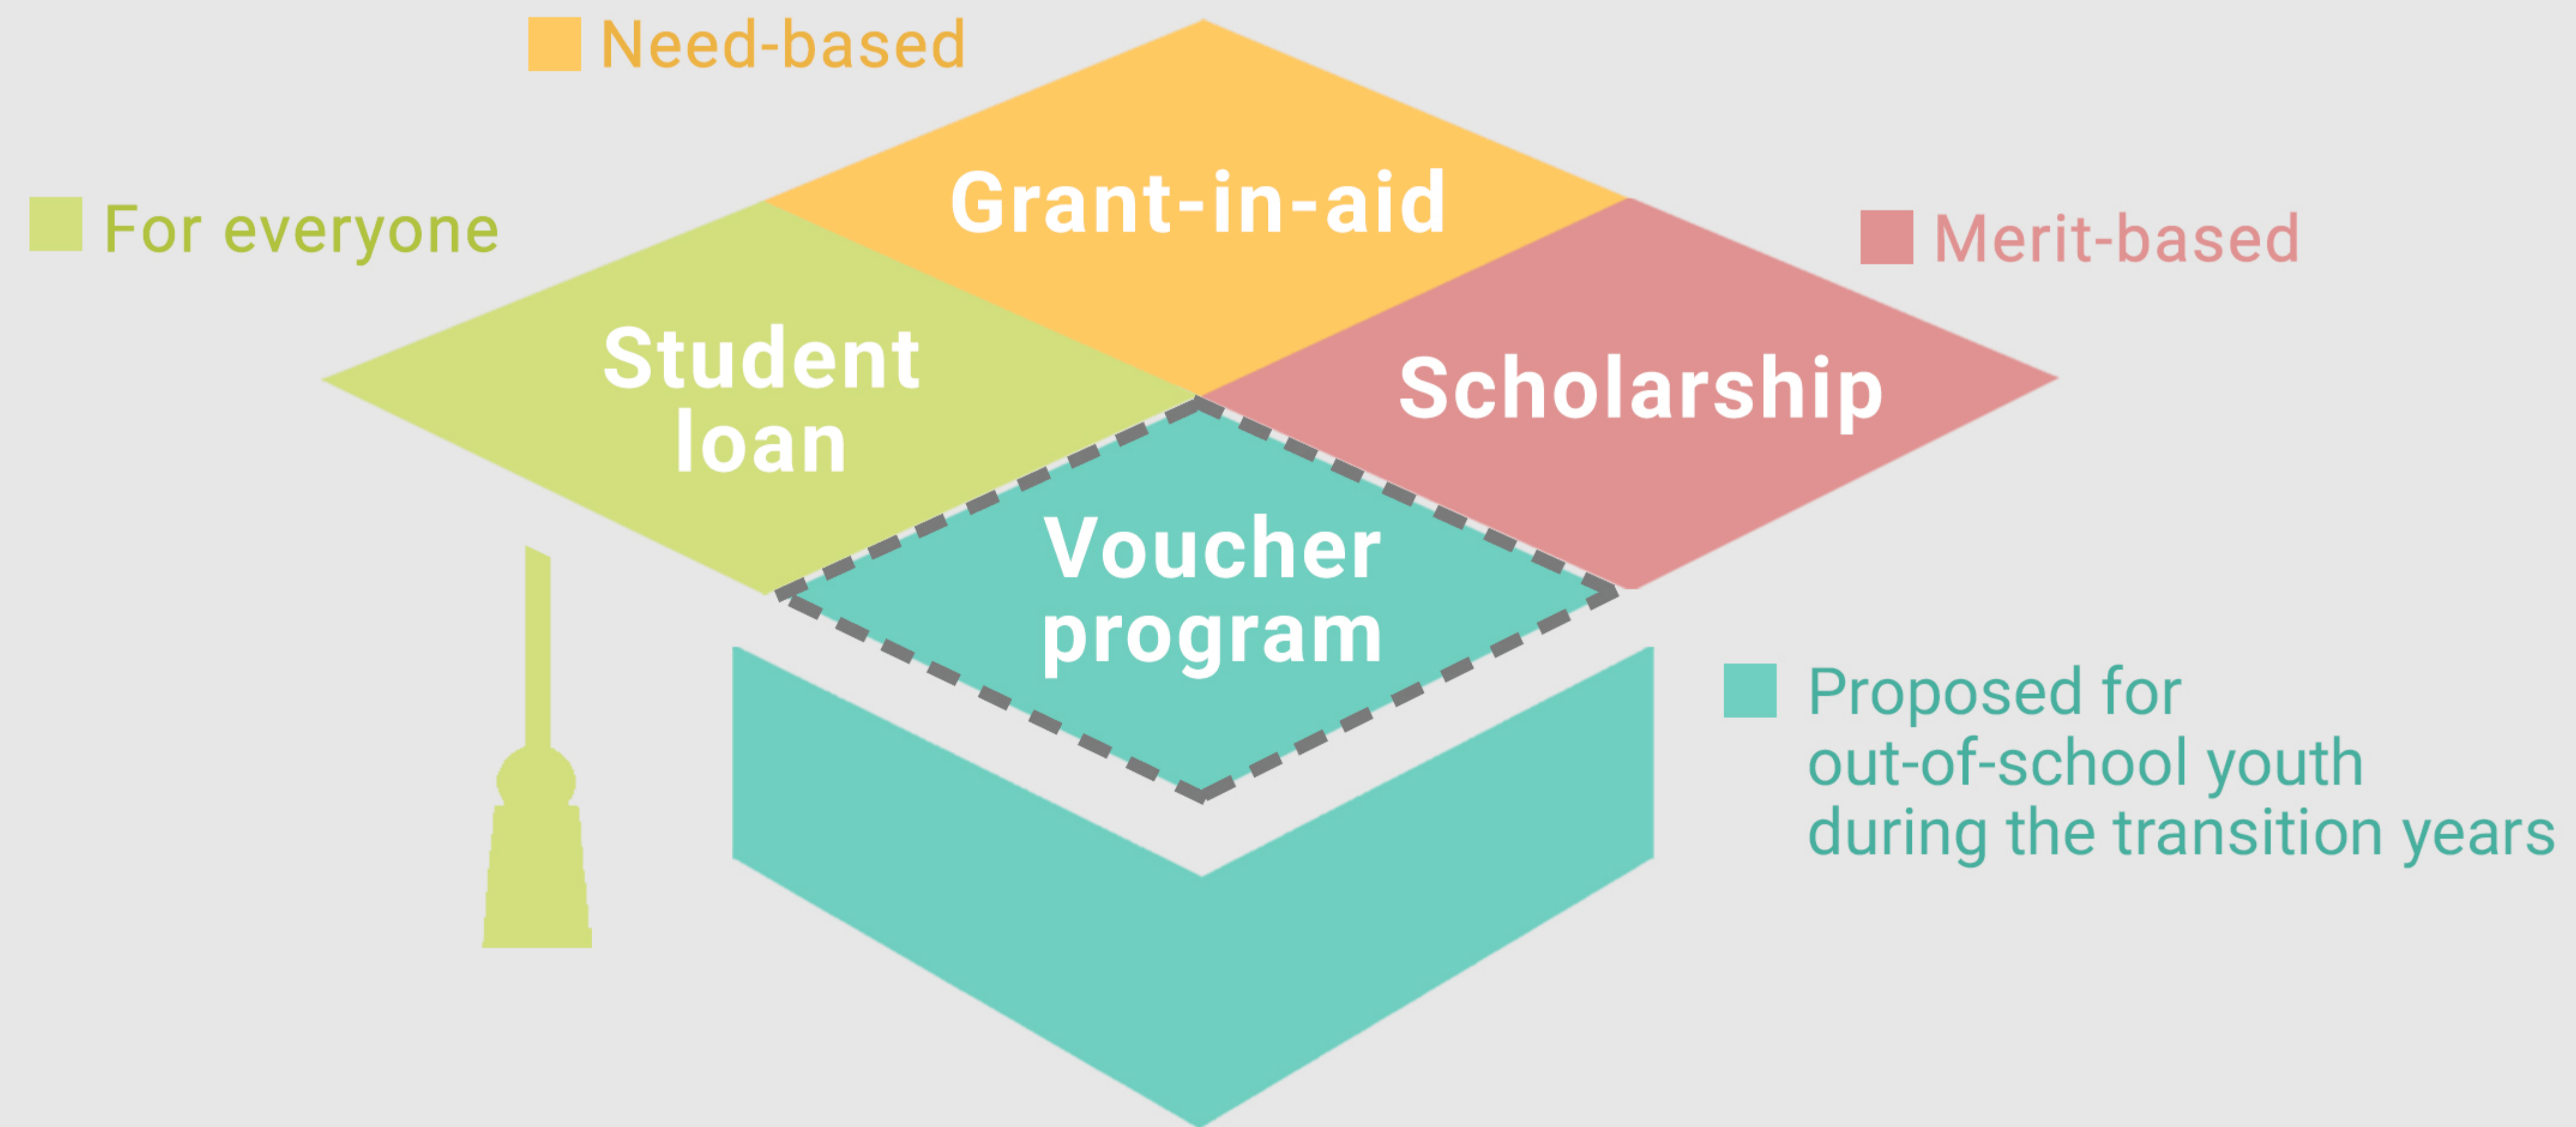 Need-based
Grant-in-aid
For everyone
Merit-based
Student
loan
Scholarship
Voucher
program
Proposed for
out-of-school youth
during the transition years